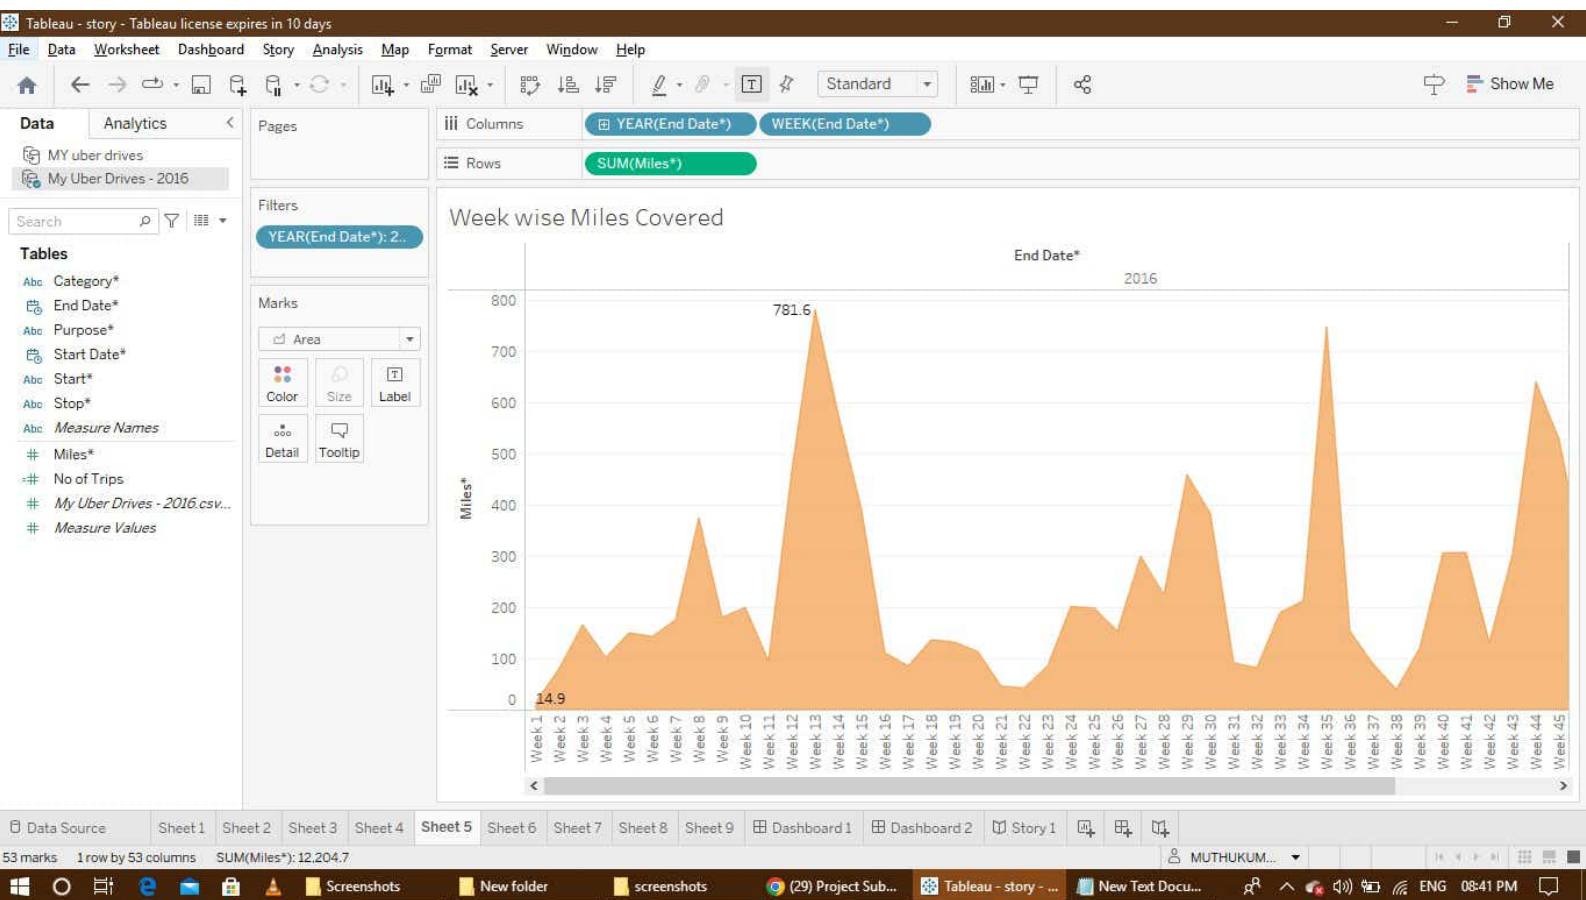 Tableau - story - Tableau license expires in 10 days
File Data Worksheet Dashboard Story Analysis Map Format Server Window Help
Standard
Show Me
Data Analytics
Pages
Columns YEAR(End Date*) WEEK(End Date*)
MY uber drives
Rows SUM(Miles*)
My Uber Drives - 2016
Search
Filters
YEAR(End Date*): 2..
Tables
Abc Category*
End Date*
Abc Purpose*
Start Date*
Abc Start*
Abc Stop*
Abc Measure Names
# Miles*
=# No of Trips
# My Uber Drives - 2016.csv...
# Measure Values
Marks
Area
Color Size Label
Detail Tooltip
Week wise Miles Covered
End Date*
2016
Miles*
800
700
600
500
400
300
200
100
0
781.6
14.9
Week 1
Week 2
Week 3
Week 4
Week 5
Week 6
Week 7
Week 8
Week 9
Week 10
Week 11
Week 12
Week 13
Week 14
Week 15
Week 16
Week 17
Week 18
Week 19
Week 20
Week 21
Week 22
Week 23
Week 24
Week 25
Week 26
Week 27
Week 28
Week 29
Week 30
Week 31
Week 32
Week 33
Week 34
Week 35
Week 36
Week 37
Week 38
Week 39
Week 40
Week 41
Week 42
Week 43
Week 44
Week 45
Data Source Sheet 1 Sheet 2 Sheet 3 Sheet 4 Sheet 5 Sheet 6 Sheet 7 Sheet 8 Sheet 9 Dashboard 1 Dashboard 2 Story 1
53 marks 1 row by 53 columns SUM(Miles*): 12,204.7
MUTHUKUM...
Screenshots New folder screenshots (29) Project Sub... Tableau - story - ... New Text Docu... ENG 08:41 PM